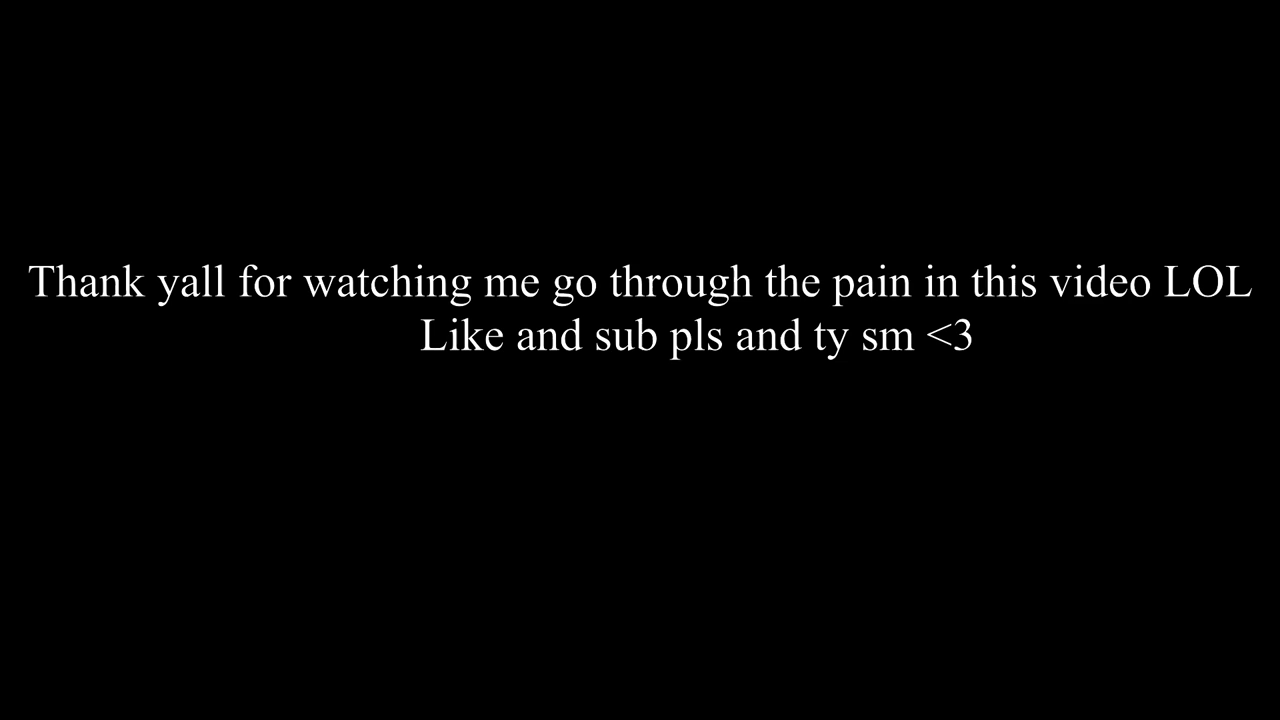 Thank yall for watching me go through the pain in this video LOL
Like and sub pls and ty sm <3